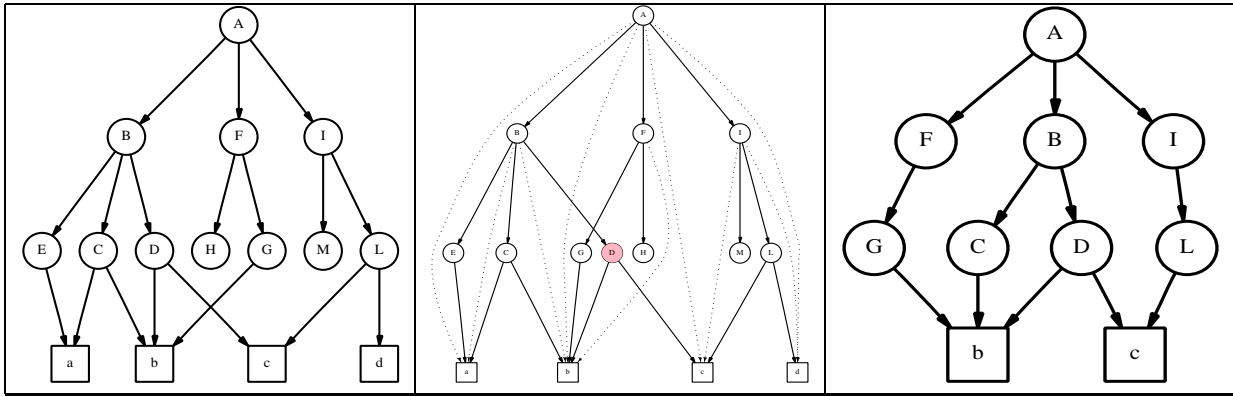 A
B F I
E C D H G M L
a b c d
A
B F I
E C G D H M L
a b c d
A
F B I
G C D L
b c